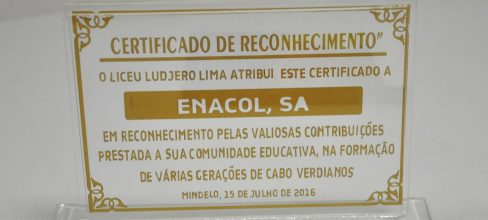 CERTIFICADO DE RECONHECIMENTO"
O LICEU LUDJERO LIMA ATRIBUI ESTE CERTIFICADO A
ENACOL, SA
EM RECONHECIMENTO PELAS VALIOSAS CONTRIBUIÇÕES
PRESTADA A SUA COMUNIDADE EDUCATIVA, NA FORMAÇÃO
DE VÁRIAS GERAÇÕES DE CABO VERDIANOS
MINDELO, 15 DE JULHO DE 2016